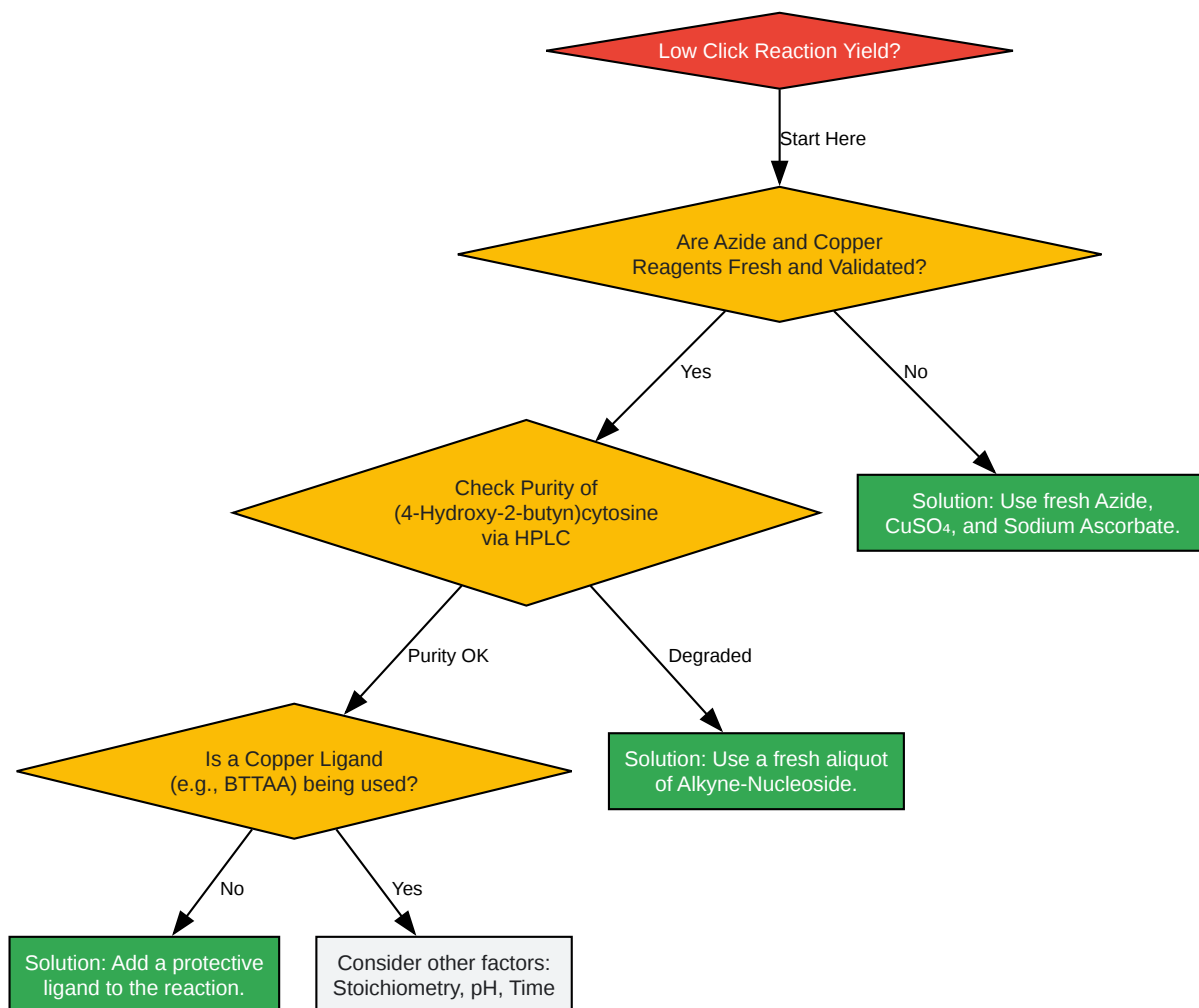 Low Click Reaction Yield?
Start Here
Are Azide and Copper
Reagents Fresh and Validated?
Yes
No
Check Purity of
(4-Hydroxy-2-butyn)cytosine
via HPLC
Solution: Use fresh Azide,
CuSO₄, and Sodium Ascorbate.
Purity OK
Degraded
Is a Copper Ligand
(e.g., BTTAA) being used?
Solution: Use a fresh aliquot
of Alkyne-Nucleoside.
No
Yes
Solution: Add a protective
ligand to the reaction.
Consider other factors:
Stoichiometry, pH, Time